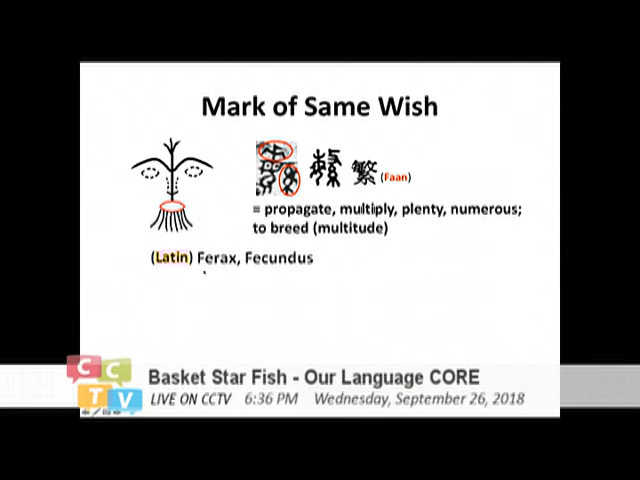 Mark of Same Wish
繁 (Faan)
= propagate, multiply, plenty, numerous;
to breed (multitude)
(Latin) Ferax, Fecundus
CCTV
Basket Star Fish - Our Language CORE
LIVE ON CCTV 6:36 PM Wednesday, September 26, 2018